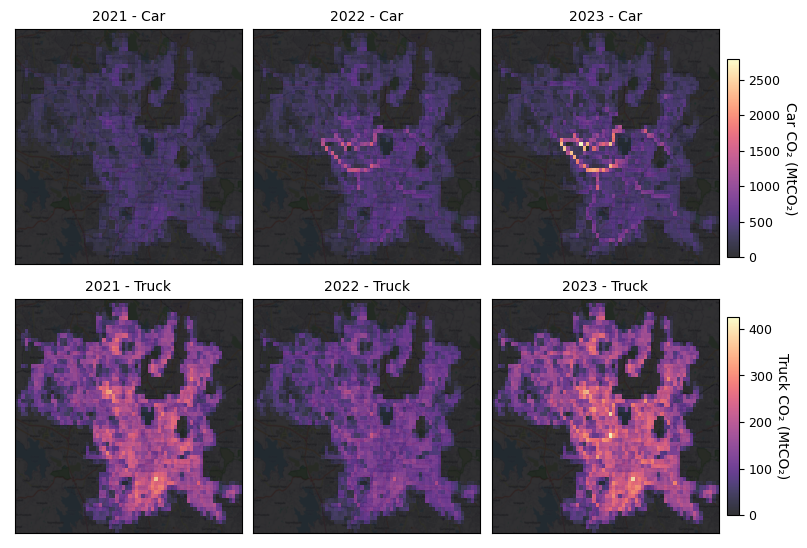 2021 - Car
2022 - Car
2023 - Car
2500
2000
1500
1000
500
0
Car CO₂ (MtCO₂)
2021 - Truck
2022 - Truck
2023 - Truck
400
300
200
100
0
Truck CO₂ (MtCO₂)